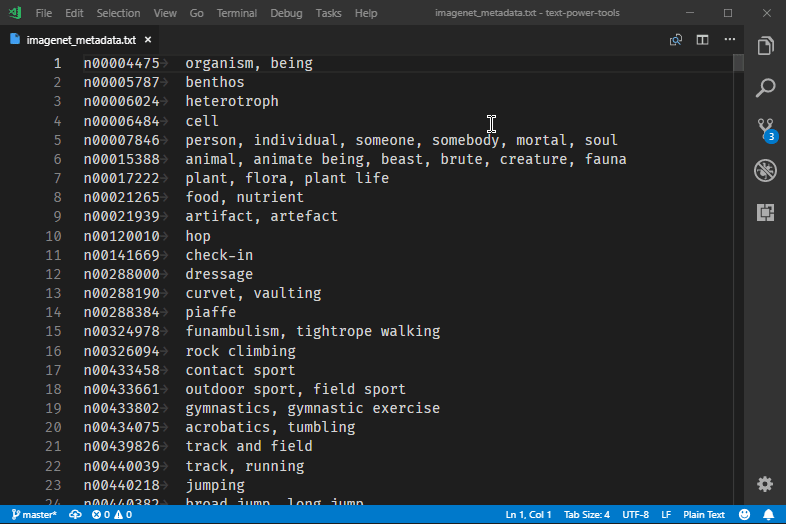 File Edit Selection View Go Terminal Debug Tasks Help imagenet_metadata.txt - text-power-tools
imagenet_metadata.txt
1 n00004475 organism, being
2 n00005787 benthos
3 n00006024 heterotroph
4 n00006484 cell
5 n00007846 person, individual, someone, somebody, mortal, soul
6 n00015388 animal, animate being, beast, brute, creature, fauna
7 n00017222 plant, flora, plant life
8 n00021265 food, nutrient
9 n00021939 artifact, artefact
10 n00120010 hop
11 n00141669 check-in
12 n00288000 dressage
13 n00288190 curvet, vaulting
14 n00288384 piaffe
15 n00324978 funambulism, tightrope walking
16 n00326094 rock climbing
17 n00433458 contact sport
18 n00433661 outdoor sport, field sport
19 n00433802 gymnastics, gymnastic exercise
20 n00434075 acrobatics, tumbling
21 n00439826 track and field
22 n00440039 track, running
23 n00440218 jumping
24 n00440382 broad jump, long jump
3
master* 0 0 Ln 1, Col 1 Tab Size: 4 UTF-8 LF Plain Text